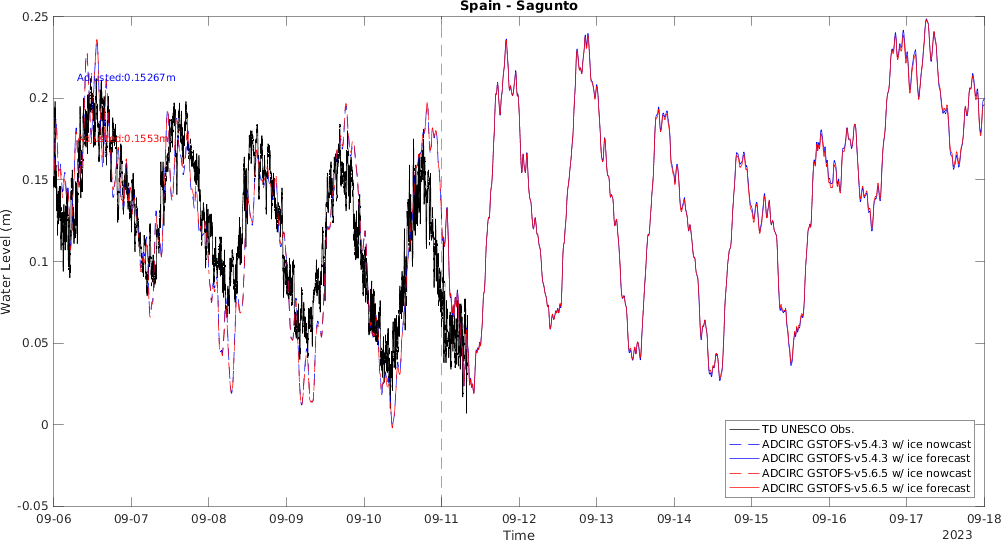 Spain - Sagunto
0.25
0.2
0.15
0.1
0.05
0
-0.05
Water Level (m)
Adjusted:0.15267m
Adjusted:0.1553m
TD UNESCO Obs.
ADCIRC GSTOFS-v5.4.3 w/ ice nowcast
ADCIRC GSTOFS-v5.4.3 w/ ice forecast
ADCIRC GSTOFS-v5.6.5 w/ ice nowcast
ADCIRC GSTOFS-v5.6.5 w/ ice forecast
09-06 09-07 09-08 09-09 09-10 09-11 09-12 09-13 09-14 09-15 09-16 09-17 09-18
Time
2023